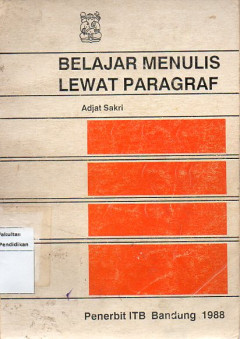 BELAJAR MENULIS
LEWAT PARAGRAF
Adjat Sakri
Fakultas
Pendidikan
Penerbit ITB Bandung 1988